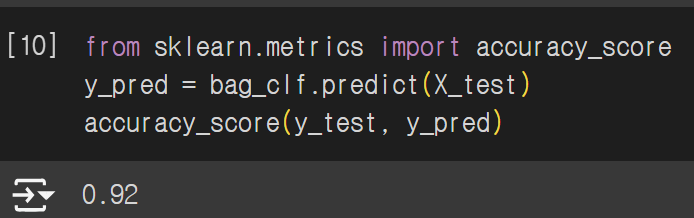 [10] from sklearn.metrics import accuracy_score
y_pred = bag_clf.predict(X_test)
accuracy_score(y_test, y_pred)
0.92